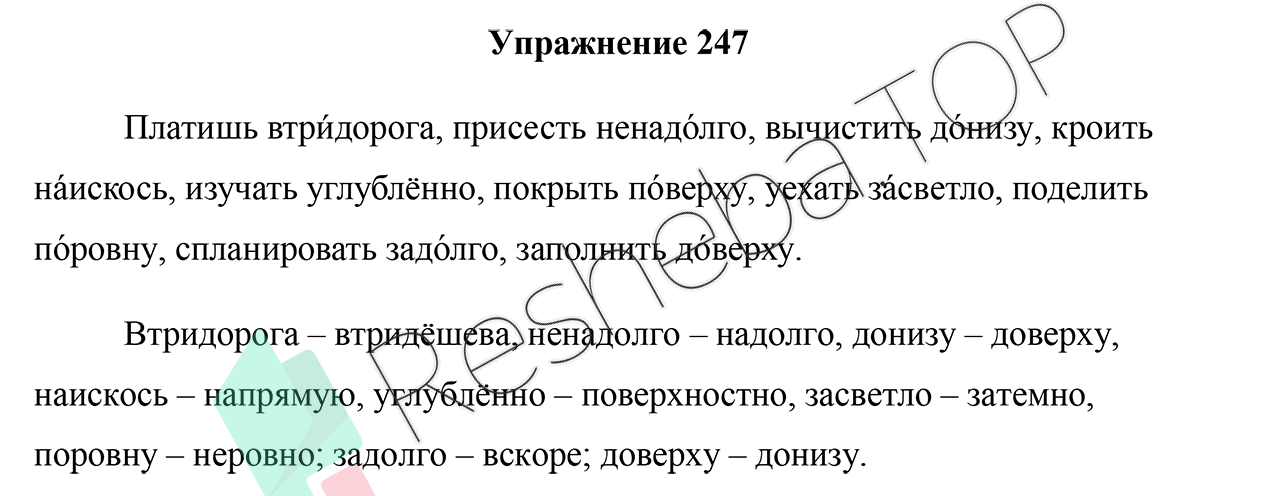 Упражнение 247
Платишь втри́дорога, присесть ненадо́лго, вычистить до́низу, кроить
на́искось, изучать углублённо, покрыть по́верху, уехать за́светло, поделить
по́ровну, спланировать задо́лго, заполнить до́верху.
Втридорога – втридёшева, ненадолго – надолго, донизу – доверху,
наискось – напрямую, углублённо – поверхностно, засветло – затемно,
поровну – неровно; задолго – вскоре; доверху – донизу.
Resheba.TOP